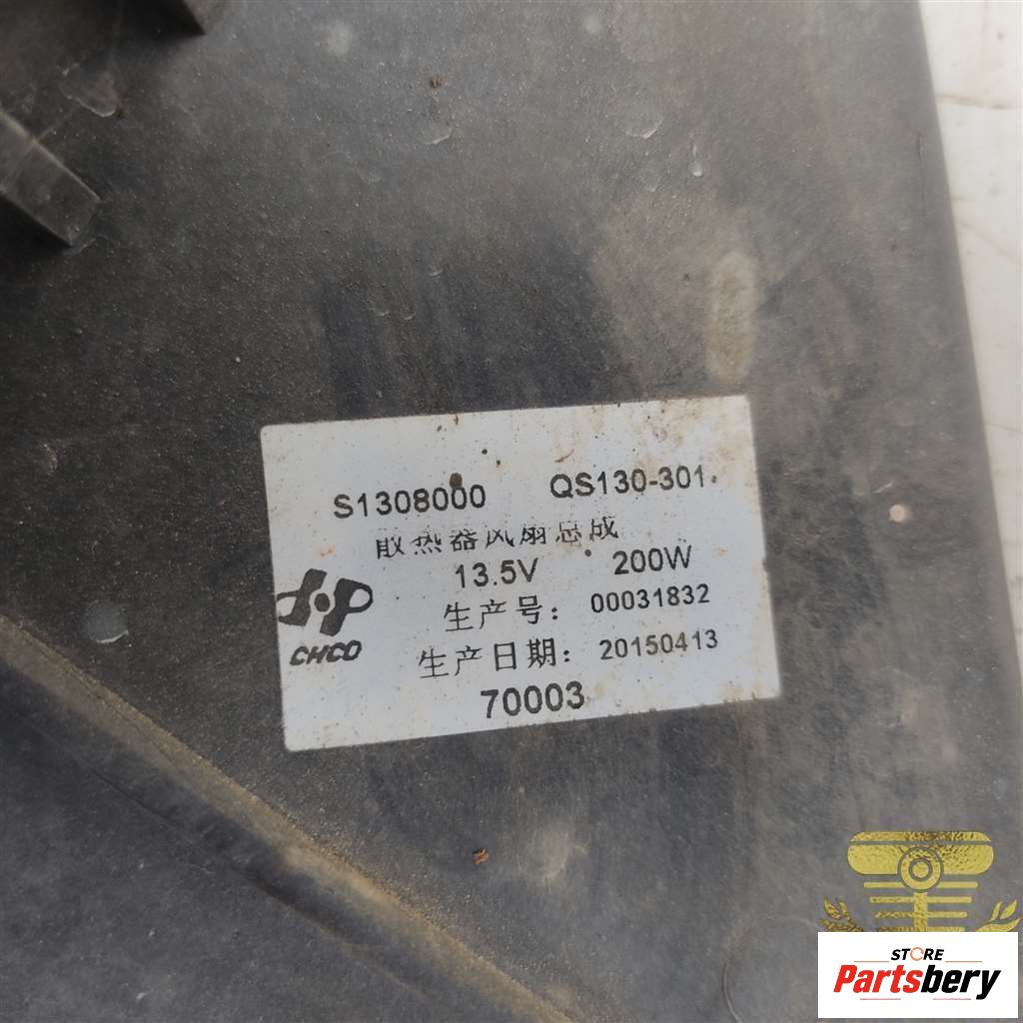 S1308000 QS130-301
散热器风扇总成
13.5V 200W
生产号: 00031832
CHCO
生产日期: 20150413
70003
STORE
Partsbery